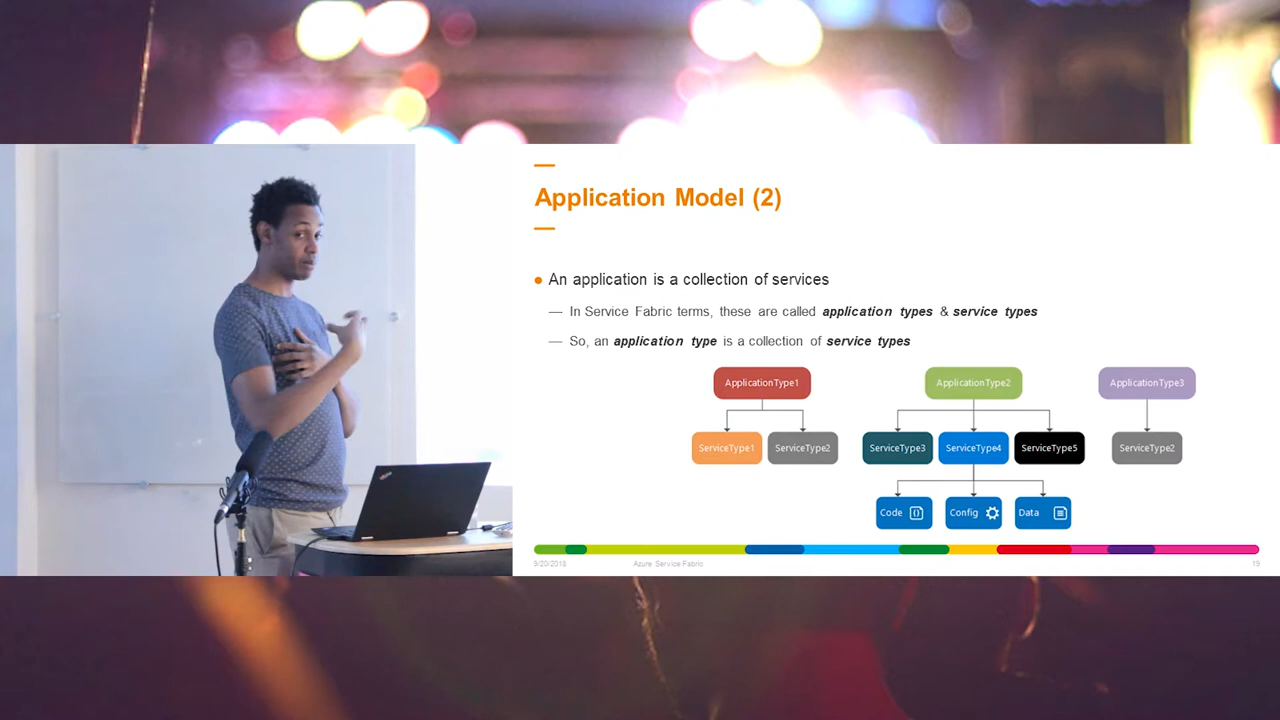 Application Model (2)
An application is a collection of services
— In Service Fabric terms, these are called application types & service types
— So, an application type is a collection of service types
ApplicationType1
ApplicationType2
ApplicationType3
ServiceType1
ServiceType2
ServiceType3
ServiceType4
ServiceType5
ServiceType2
Code
Config
Data
9/20/2018
Azure Service Fabric
19